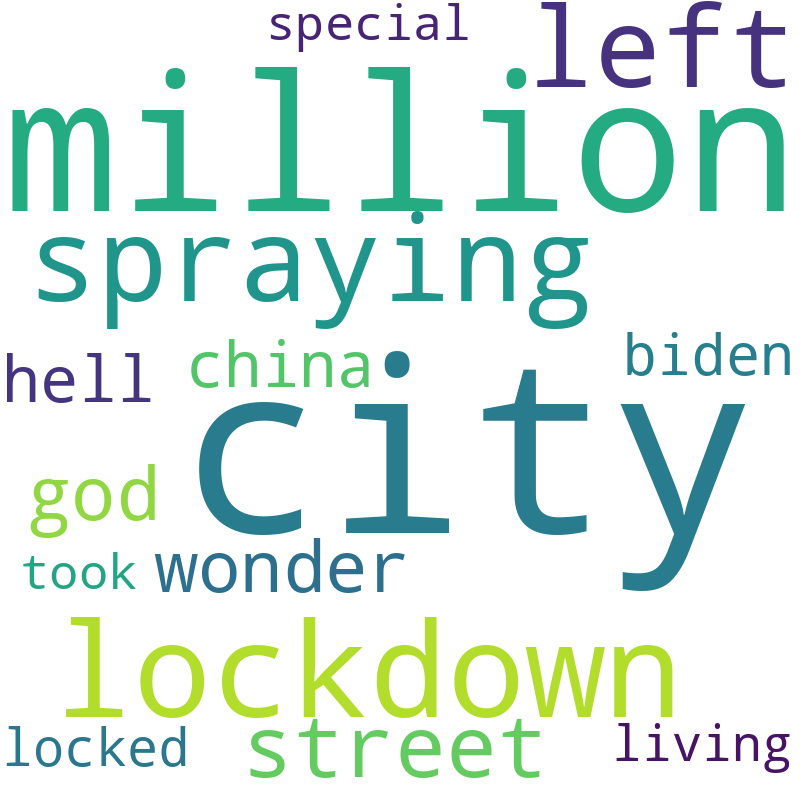 special left
million
spraying
hell china biden
city
god
took wonder
lockdown
locked street living